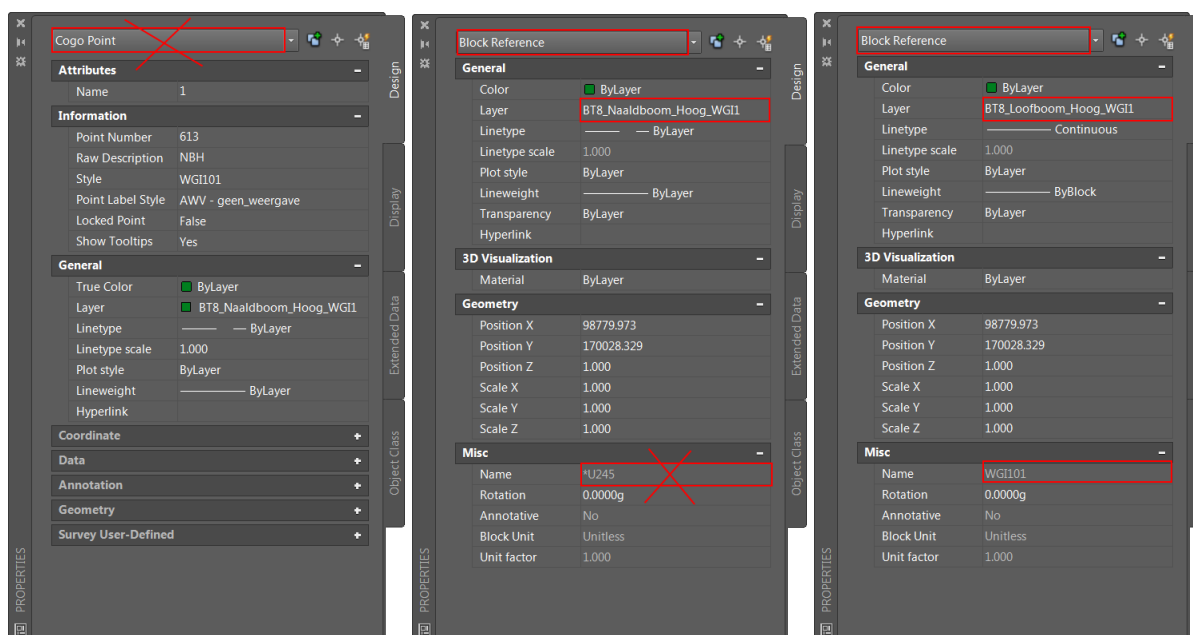 Cogo Point
Attributes
Name 1
Information
Point Number 613
Raw Description NBH
Style WGI101
Point Label Style AWV - geen_weergave
Locked Point False
Show Tooltips Yes
General
True Color ByLayer
Layer BT8_Naaldboom_Hoog_WGI1
Linetype ByLayer
Linetype scale 1.000
Plot style ByLayer
Lineweight ByLayer
Hyperlink
Coordinate
Data
Annotation
Geometry
Survey User-Defined
Design
Display
Extended Data
Object Class
PROPERTIES
Block Reference
General
Color ByLayer
Layer BT8_Naaldboom_Hoog_WGI1
Linetype ByLayer
Linetype scale 1.000
Plot style ByLayer
Lineweight ByLayer
Transparency ByLayer
Hyperlink
3D Visualization
Material ByLayer
Geometry
Position X 98779.973
Position Y 170028.329
Position Z 1.000
Scale X 1.000
Scale Y 1.000
Scale Z 1.000
Misc
Name *U245
Rotation 0.0000g
Annotative No
Block Unit Unitless
Unit factor 1.000
Design
Display
Extended Data
Object Class
PROPERTIES
Block Reference
General
Color ByLayer
Layer BT8_Loofboom_Hoog_WGI1
Linetype Continuous
Linetype scale 1.000
Plot style ByLayer
Lineweight ByBlock
Transparency ByLayer
Hyperlink
3D Visualization
Material ByLayer
Geometry
Position X 98779.973
Position Y 170028.329
Position Z 1.000
Scale X 1.000
Scale Y 1.000
Scale Z 1.000
Misc
Name WGI101
Rotation 0.0000g
Annotative No
Block Unit Unitless
Unit factor 1.000
PROPERTIES